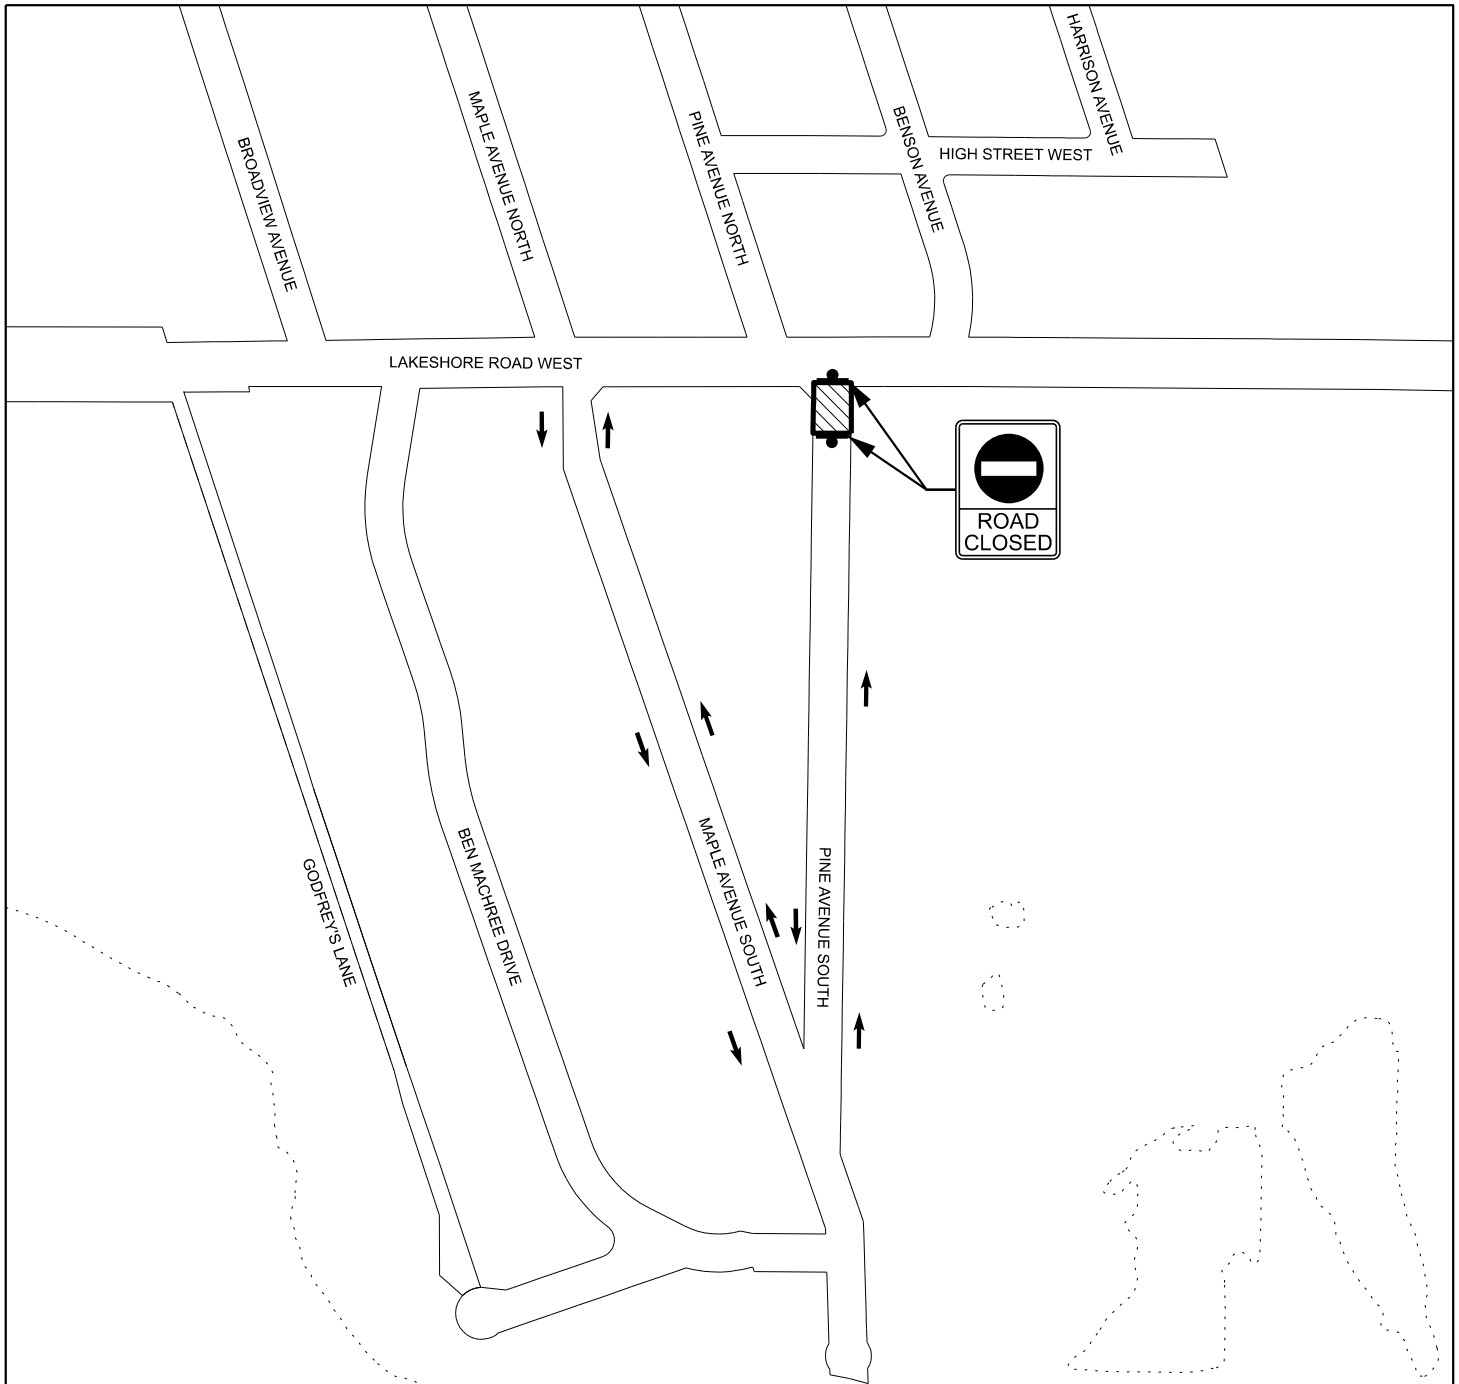 HARRISON AVENUE
MAPLE AVENUE NORTH
PINE AVENUE NORTH
BENSON AVENUE
HIGH STREET WEST
BROADVIEW AVENUE
LAKESHORE ROAD WEST
ROAD
CLOSED
MAPLE AVENUE SOUTH
PINE AVENUE SOUTH
BEN MACHREE DRIVE
GODFREY'S LANE